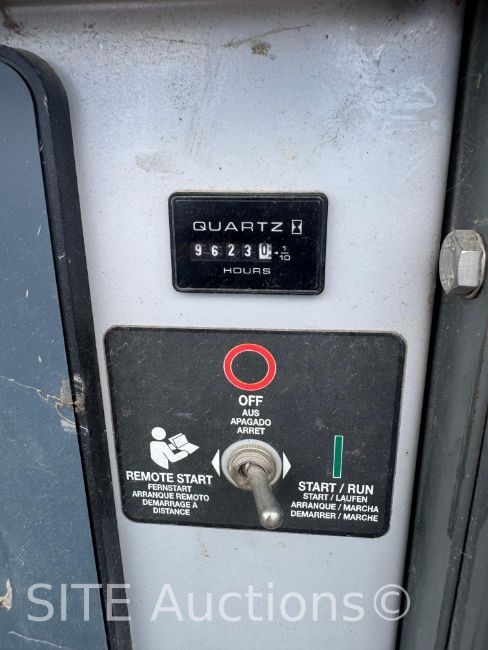 QUARTZ
96230 1/10
HOURS
OFF
AUS
APAGADO
ARRET
REMOTE START
FERNSTART
ARRANQUE REMOTO
DEMARRAGE A
DISTANCE
START / RUN
START / LAUFEN
ARRANQUE / MARCHA
DEMARRER / MARCHE
SITE Auctions©